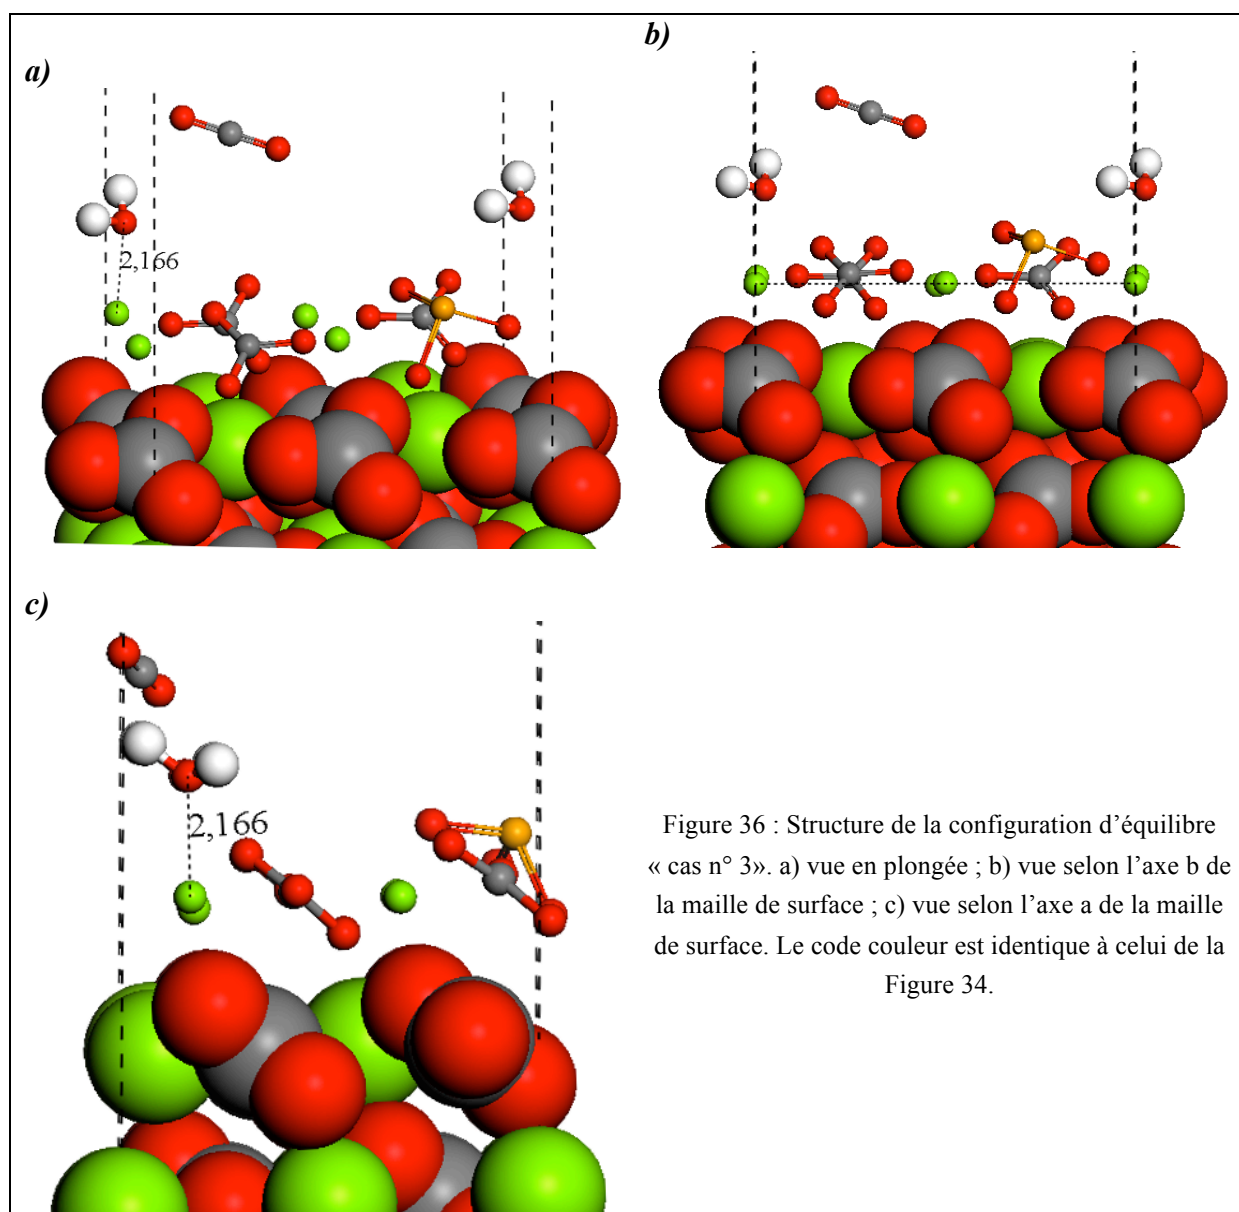 a)
b)
2,166
c)
2,166
Figure 36 : Structure de la configuration d’équilibre
« cas n° 3». a) vue en plongée ; b) vue selon l’axe b de
la maille de surface ; c) vue selon l’axe a de la maille
de surface. Le code couleur est identique à celui de la
Figure 34.